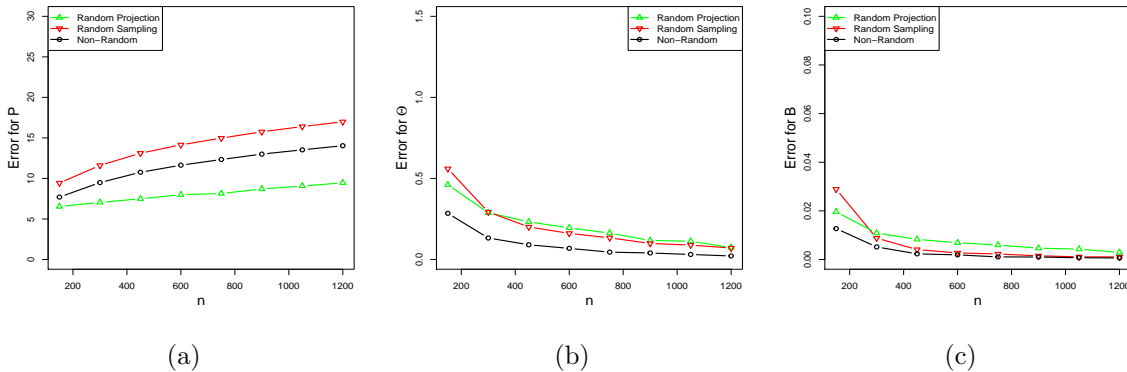 Random Projection
Random Sampling
Non-Random
Error for P
0
5
10
15
20
25
30
200
400
600
800
1000
1200
n
(a)
Random Projection
Random Sampling
Non-Random
Error for Θ
0.0
0.5
1.0
1.5
200
400
600
800
1000
1200
n
(b)
Random Projection
Random Sampling
Non-Random
Error for B
0.00
0.02
0.04
0.06
0.08
0.10
200
400
600
800
1000
1200
n
(c)